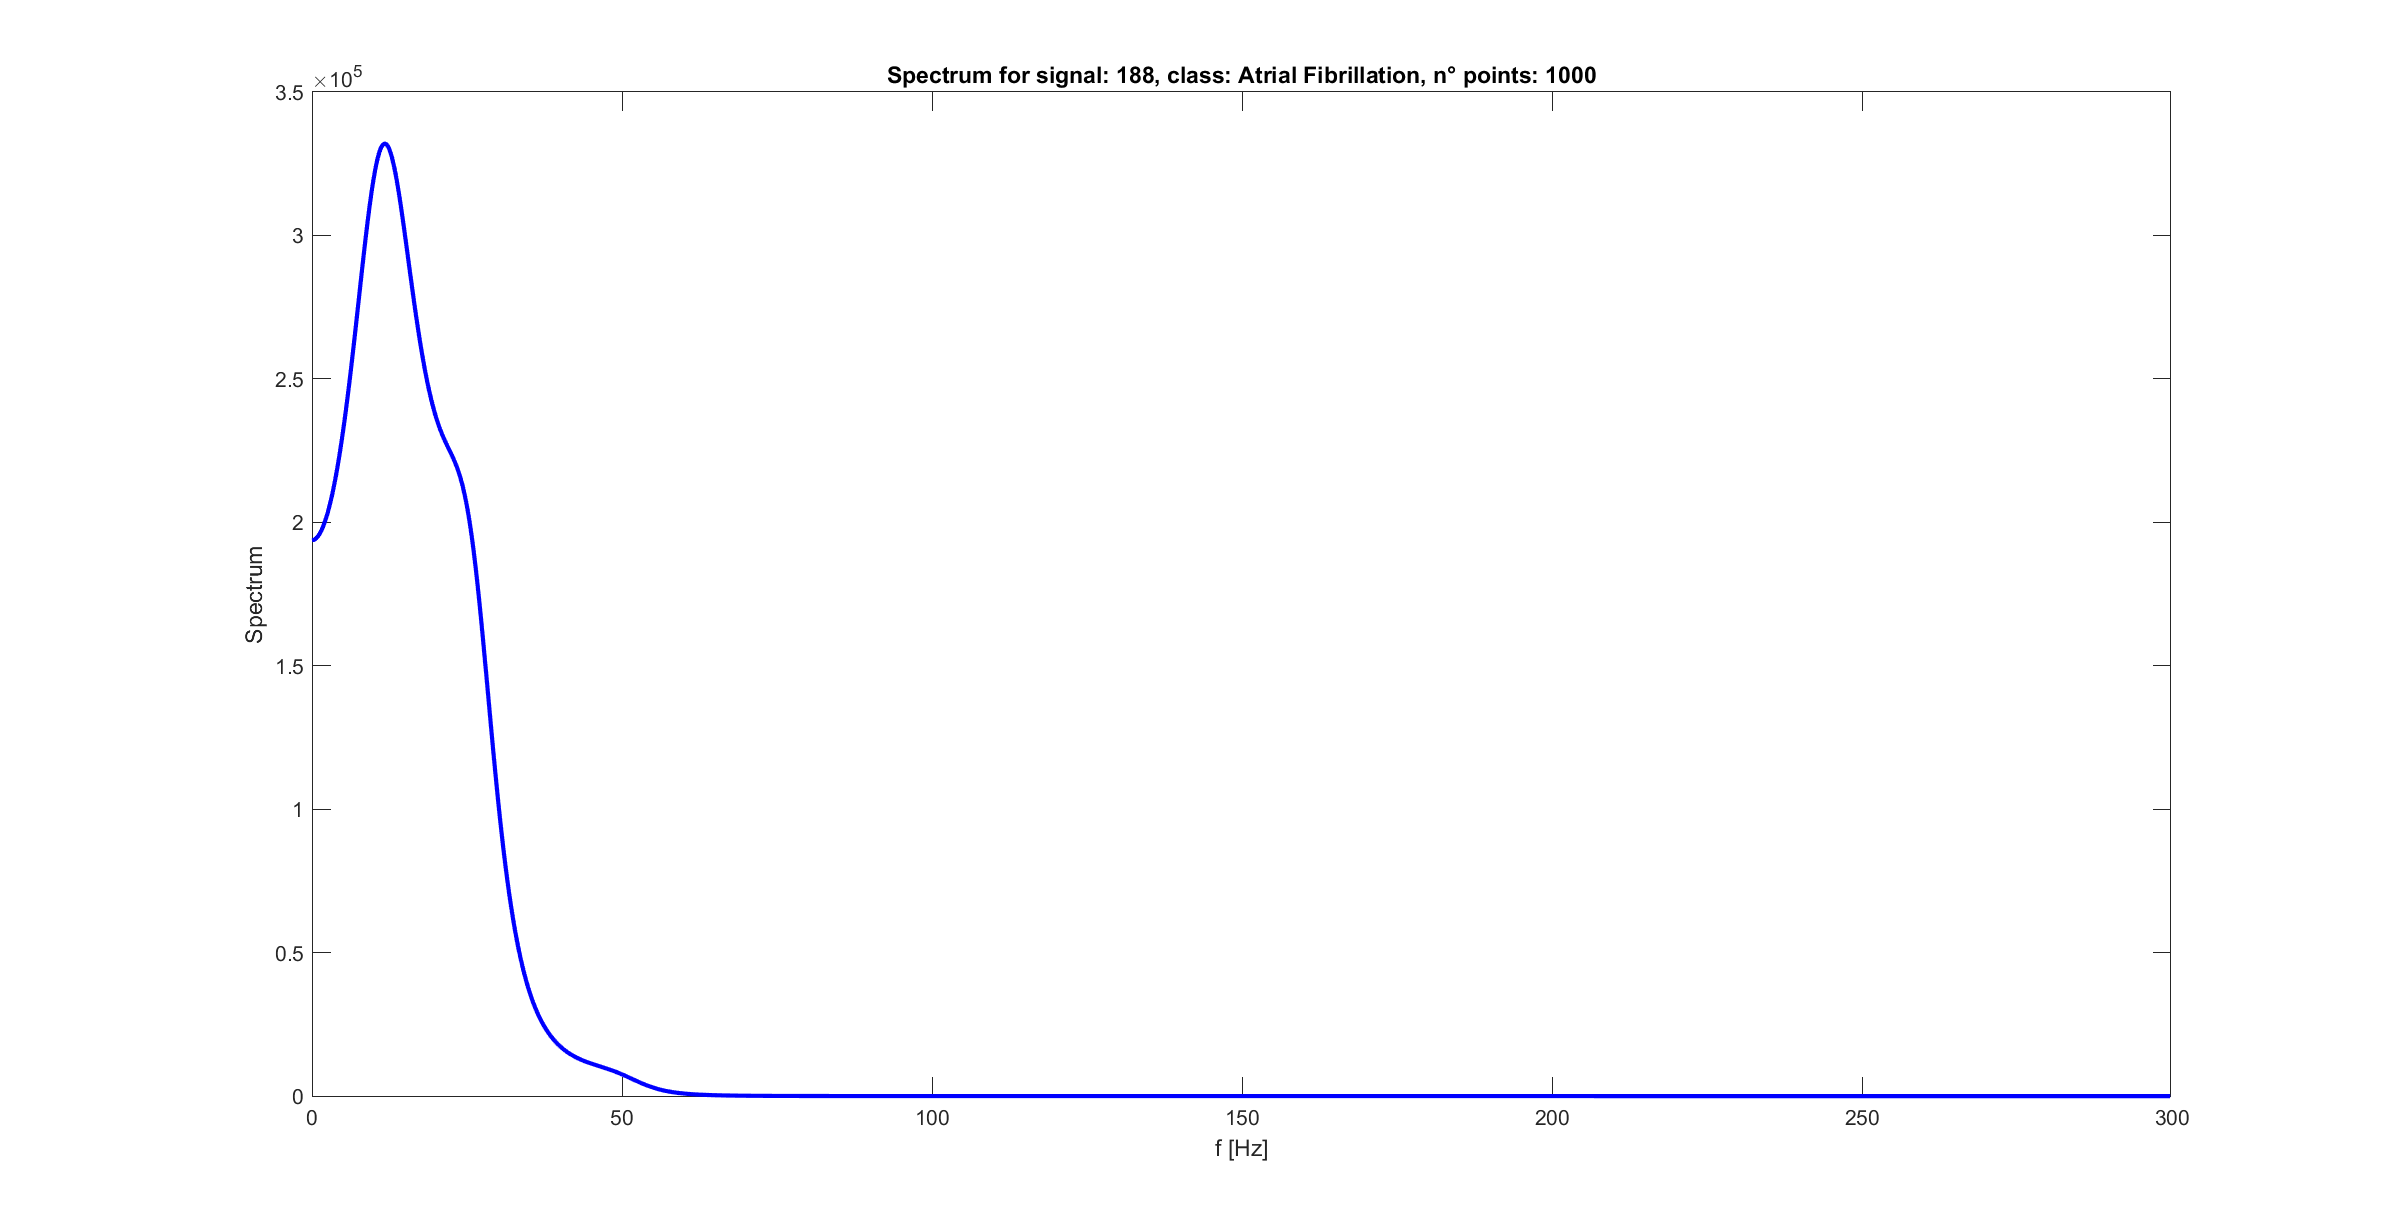 Spectrum for signal: 188, class: Atrial Fibrillation, n° points: 1000
×10^5
3.5
3
2.5
2
1.5
1
0.5
0
Spectrum
0 50 100 150 200 250 300
f [Hz]